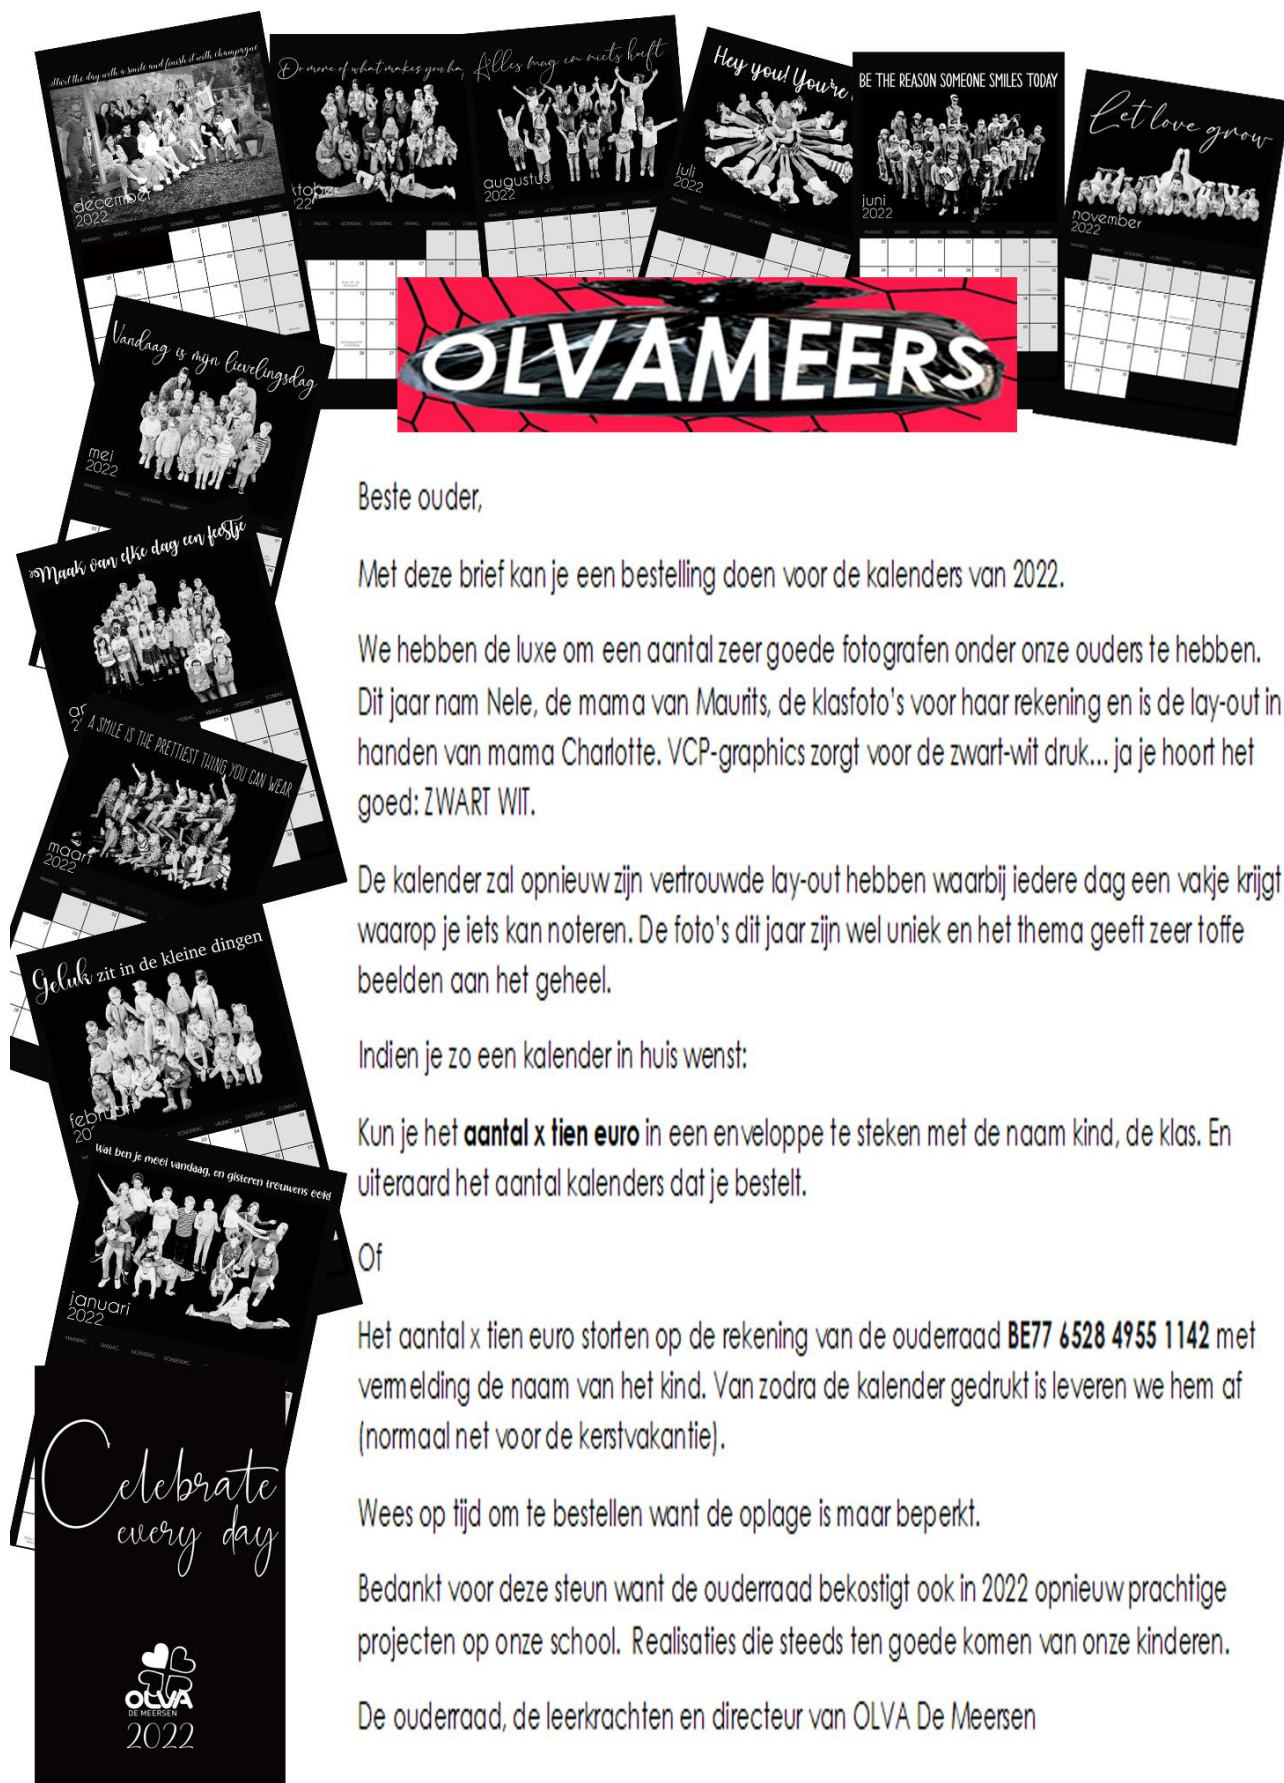 Start the day with a smile and finish it with champagne
december
2022
MAANDAG DINSDAG WOENSDAG DONDERDAG VRIJDAG ZATERDAG ZONDAG
Do more of what makes you ha
ktober
Alles mag en niets hoeft
augustus
2022
Hey you! You're
juli
2022
BE THE REASON SOMEONE SMILES TODAY
juni
2022
Let love grow
november
2022
OLVAMEERS
Vandaag is mijn lievelingsdag
mei
2022
Maak van elke dag een feestje
A SMILE IS THE PRETTIEST THING YOU CAN WEAR
maart
2022
Geluk zit in de kleine dingen
februari
Wat ben je mooi vandaag, en gisteren trouwens ook!
januari
2022
Celebrate
every day
OLVA
DE MEERSEN
2022
Beste ouder,
Met deze brief kan je een bestelling doen voor de kalenders van 2022.
We hebben de luxe om een aantal zeer goede fotografen onder onze ouders te hebben.
Dit jaar nam Nele, de mama van Maurits, de klasfoto's voor haar rekening en is de lay-out in
handen van mama Charlotte. VCP-graphics zorgt voor de zwart-wit druk... ja je hoort het
goed: ZWART WIT.
De kalender zal opnieuw zijn vertrouwde lay-out hebben waarbij iedere dag een vakje krijgt
waarop je iets kan noteren. De foto's dit jaar zijn wel uniek en het thema geeft zeer toffe
beelden aan het geheel.
Indien je zo een kalender in huis wenst:
Kun je het aantal x tien euro in een enveloppe te steken met de naam kind, de klas. En
uiteraard het aantal kalenders dat je bestelt.
Of
Het aantal x tien euro storten op de rekening van de ouderraad BE77 6528 4955 1142 met
vermelding de naam van het kind. Van zodra de kalender gedrukt is leveren we hem af
(normaal net voor de kerstvakantie).
Wees op tijd om te bestellen want de oplage is maar beperkt.
Bedankt voor deze steun want de ouderraad bekostigt ook in 2022 opnieuw prachtige
projecten op onze school. Realisaties die steeds ten goede komen van onze kinderen.
De ouderraad, de leerkrachten en directeur van OLVA De Meersen